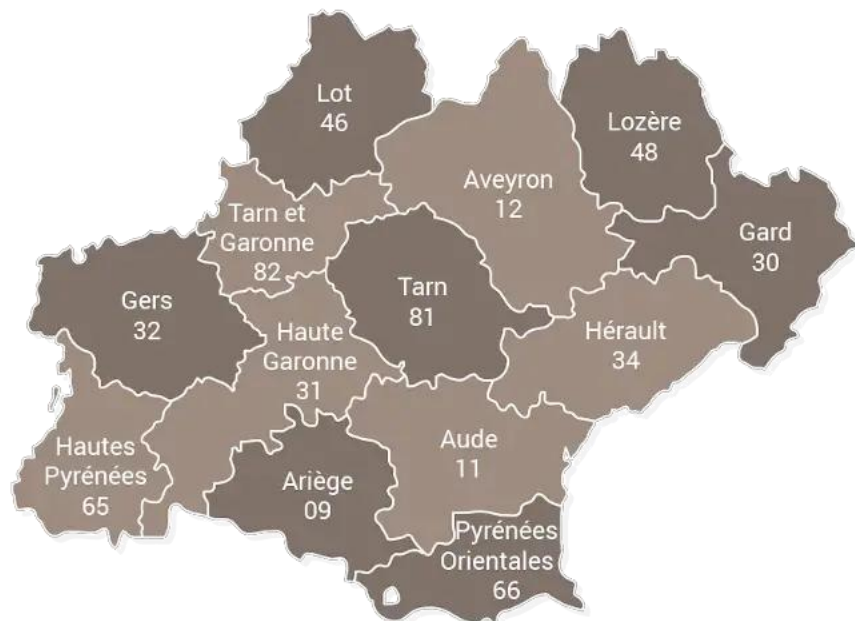 Lot
46
Lozère
48
Aveyron
12
Tarn et
Garonne
82
Gard
30
Gers
32
Tarn
81
Haute
Garonne
31
Hérault
34
Hautes
Pyrénées
65
Aude
11
Ariège
09
Pyrénées
Orientales
66